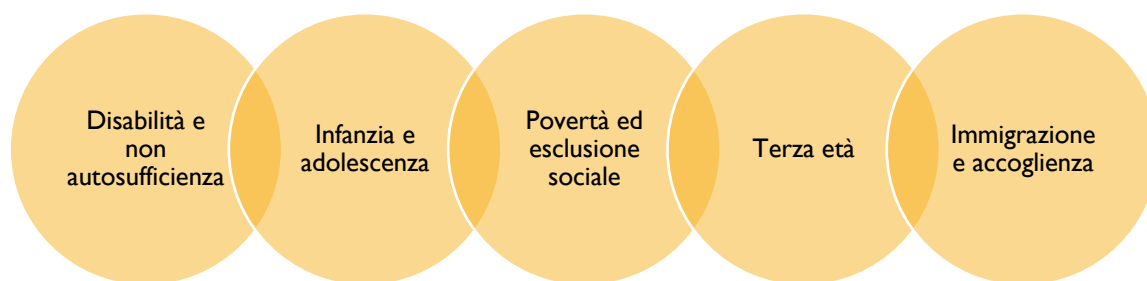 Disabilità e
non
autosufficienza
Infanzia e
adolescenza
Povertà ed
esclusione
sociale
Terza età
Immigrazione
e accoglienza